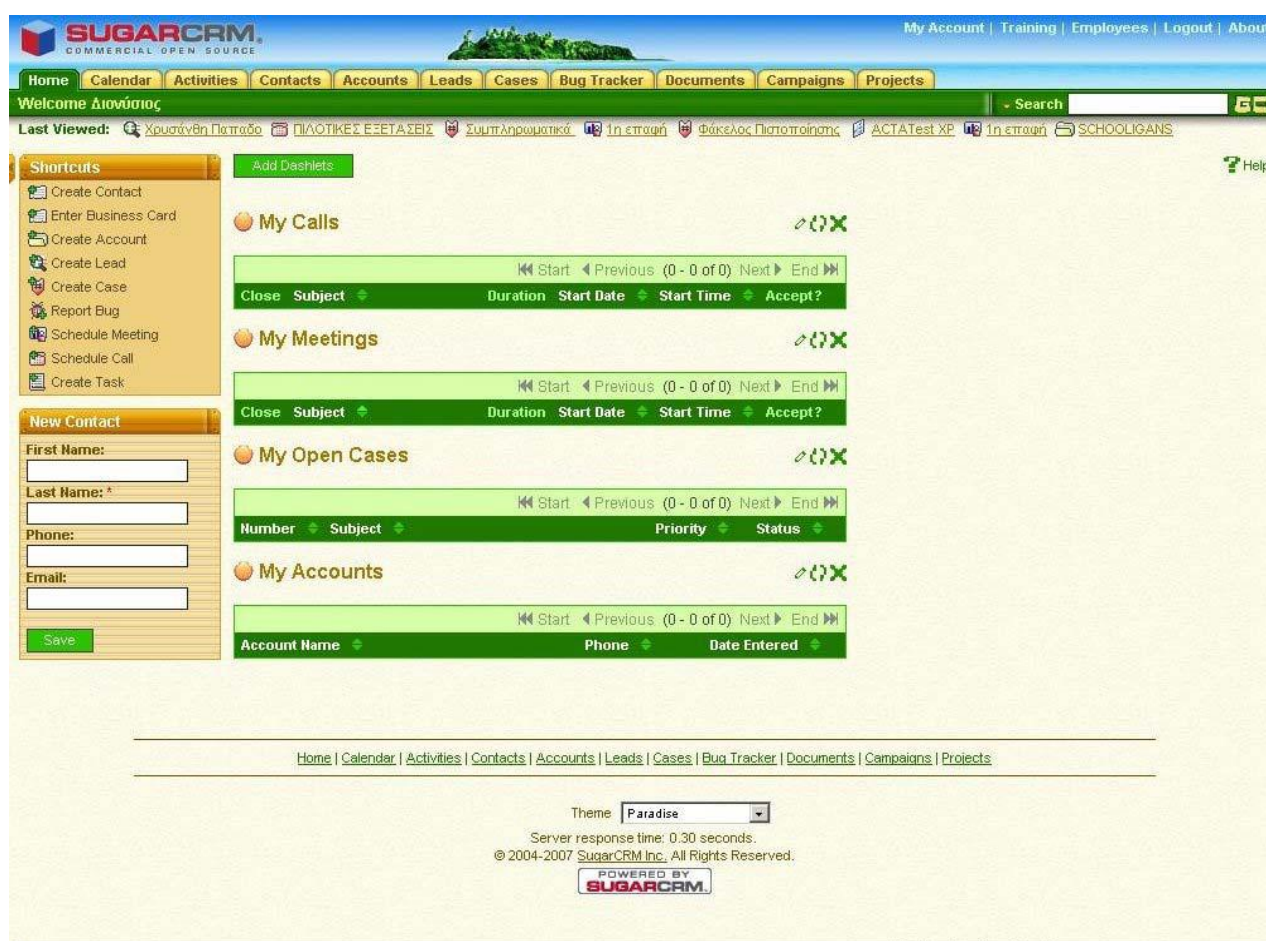 SUGARCRM.
COMMERCIAL OPEN SOURCE
My Account | Training | Employees | Logout | About
Home Calendar Activities Contacts Accounts Leads Cases Bug Tracker Documents Campaigns Projects
Welcome Διονύσιος
Search
Last Viewed: Χρυσάνθη Παπαδο ΠΙΛΟΤΙΚΕΣ ΕΞΕΤΑΣΕΙΣ Συμπληρωματικά 1η επαφή Φάκελος Πιστοποίησης ACTATest XP 1η επαφή SCHOOLIGANS
Shortcuts
Create Contact
Enter Business Card
Create Account
Create Lead
Create Case
Report Bug
Schedule Meeting
Schedule Call
Create Task
New Contact
First Name:
Last Name: *
Phone:
Email:
Save
Add Dashlets
Help
My Calls
Start Previous (0 - 0 of 0) Next End
Close Subject Duration Start Date Start Time Accept?
My Meetings
Start Previous (0 - 0 of 0) Next End
Close Subject Duration Start Date Start Time Accept?
My Open Cases
Start Previous (0 - 0 of 0) Next End
Number Subject Priority Status
My Accounts
Start Previous (0 - 0 of 0) Next End
Account Name Phone Date Entered
Home | Calendar | Activities | Contacts | Accounts | Leads | Cases | Bug Tracker | Documents | Campaigns | Projects
Theme Paradise
Server response time: 0.30 seconds.
© 2004-2007 SugarCRM Inc. All Rights Reserved.
POWERED BY
SUGARCRM.